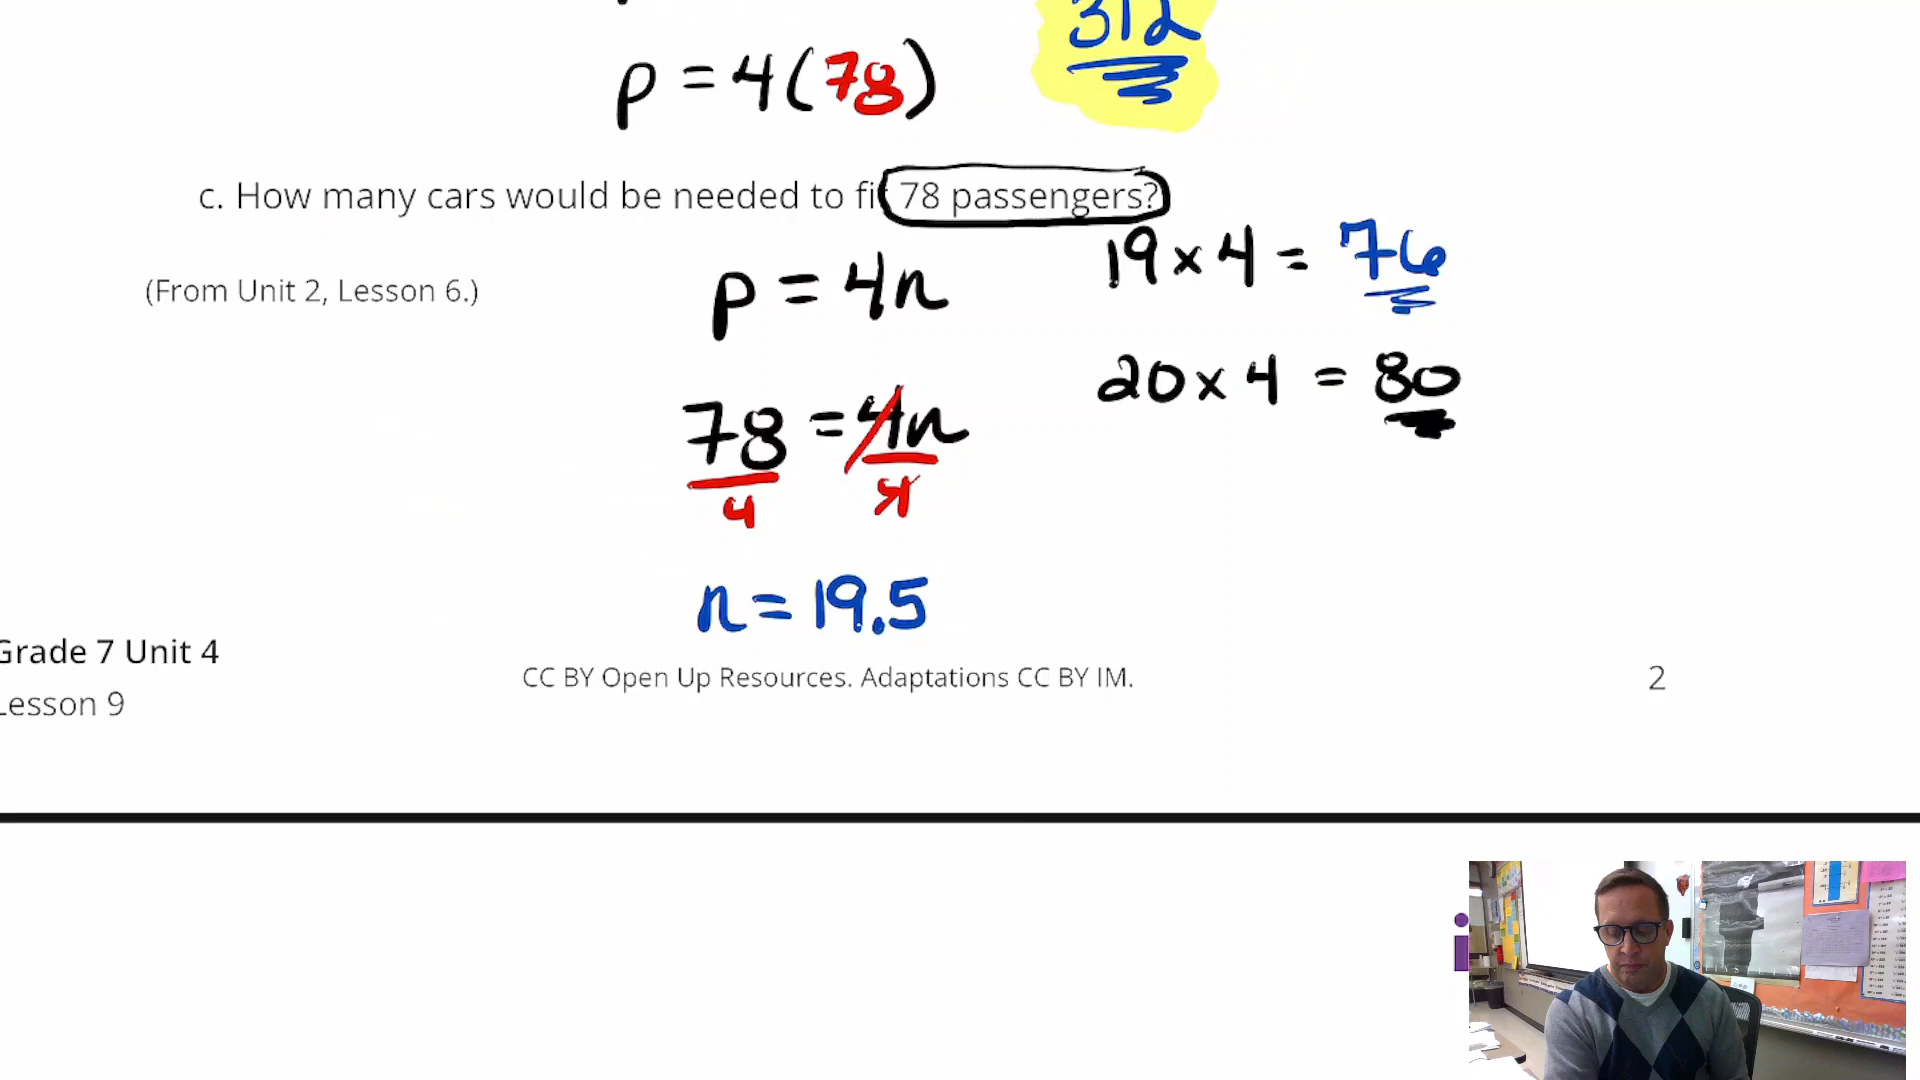 312
p = 4(78)
c. How many cars would be needed to fi 78 passengers?
19 × 4 = 76
(From Unit 2, Lesson 6.)
p = 4n
20 × 4 = 80
78 = 4n
4 4
n = 19.5
Grade 7 Unit 4
Lesson 9
CC BY Open Up Resources. Adaptations CC BY IM.
2